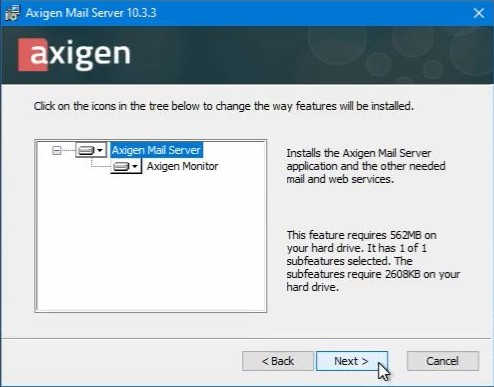 Axigen Mail Server 10.3.3
axigen
Click on the icons in the tree below to change the way features will be installed.
Axigen Mail Server
Axigen Monitor
Installs the Axigen Mail Server
application and the other needed
mail and web services.
This feature requires 562MB on
your hard drive. It has 1 of 1
subfeatures selected. The
subfeatures require 2608KB on your
hard drive.
< Back
Next >
Cancel